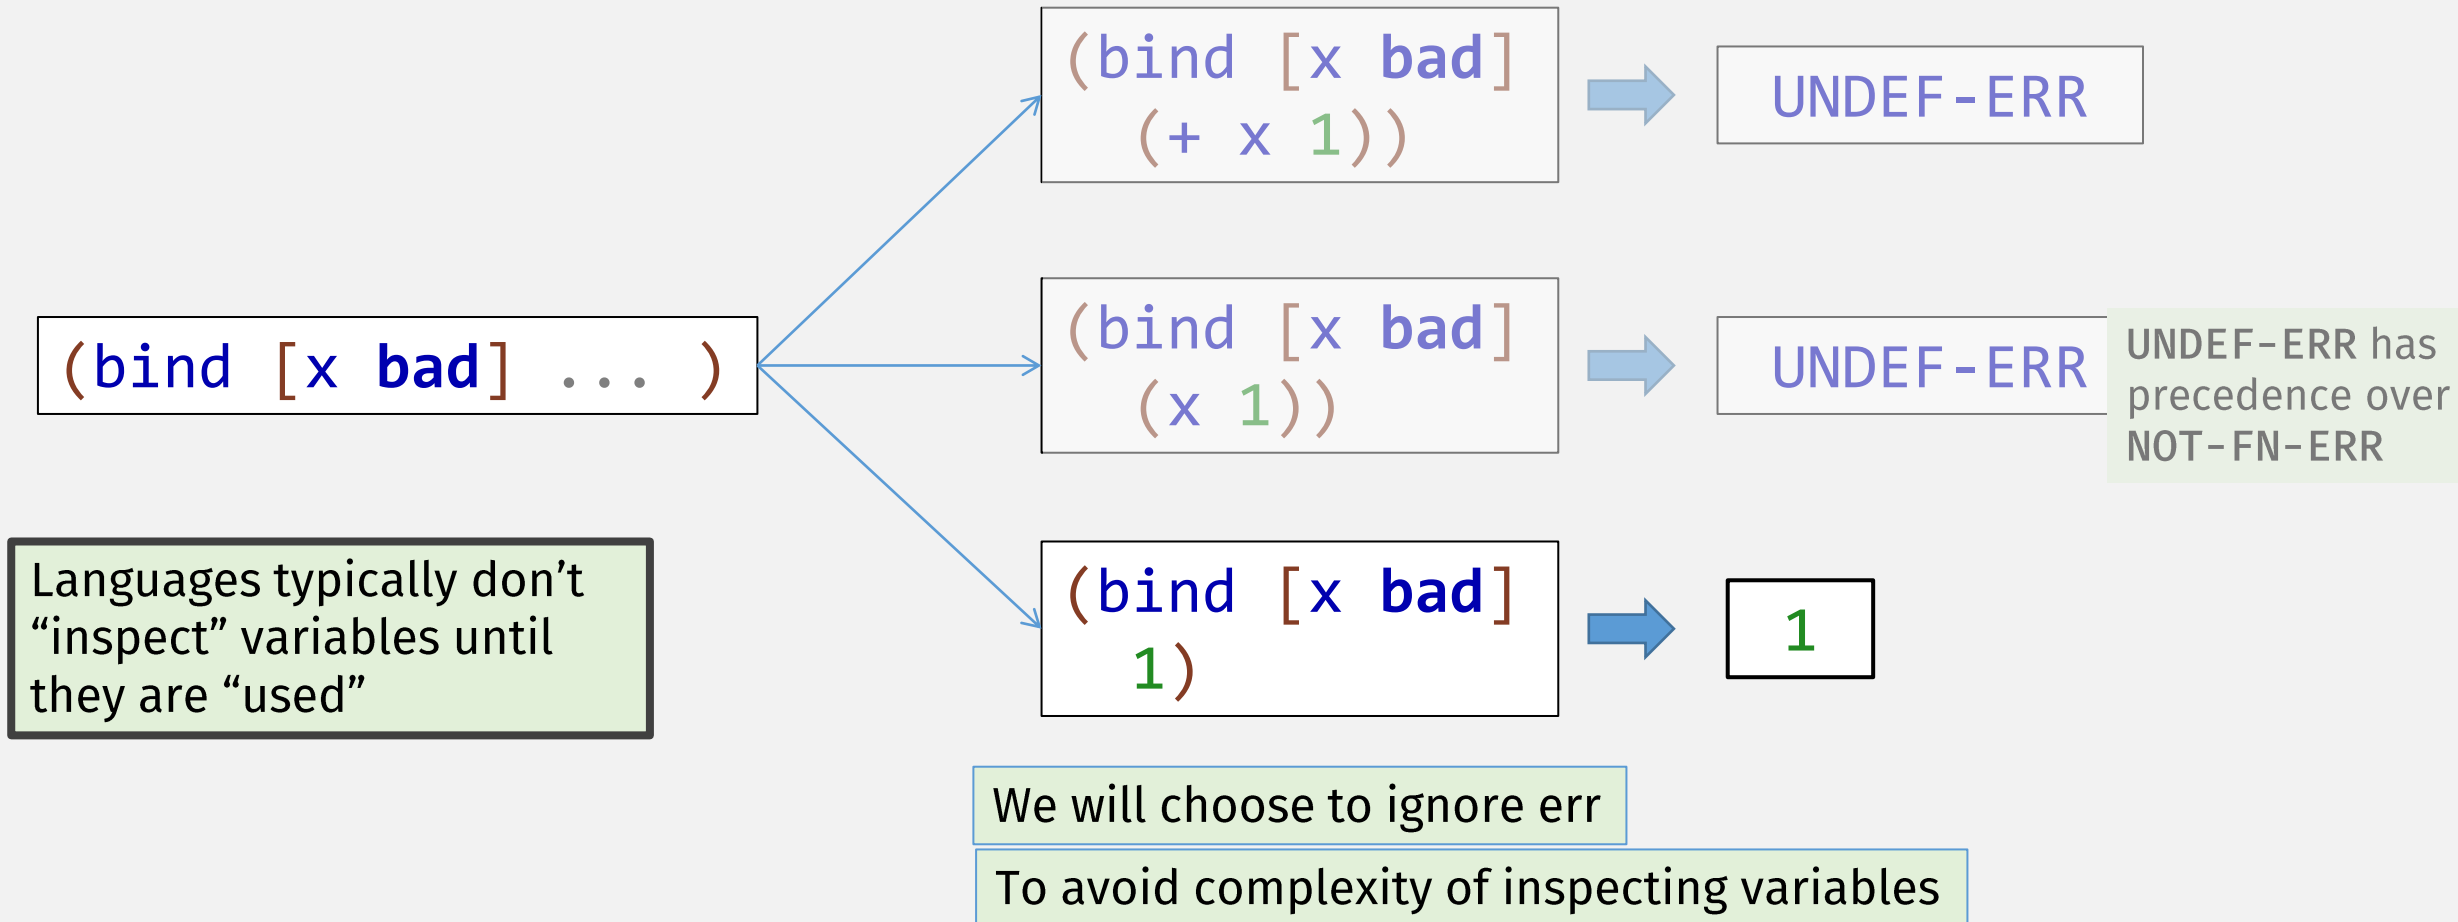 (bind [x bad]
(+ x 1))
UNDEF-ERR
(bind [x bad] ... )
(bind [x bad]
(x 1))
UNDEF-ERR
UNDEF-ERR has
precedence over
NOT-FN-ERR
Languages typically don’t
“inspect” variables until
they are “used”
(bind [x bad]
1)
1
We will choose to ignore err
To avoid complexity of inspecting variables